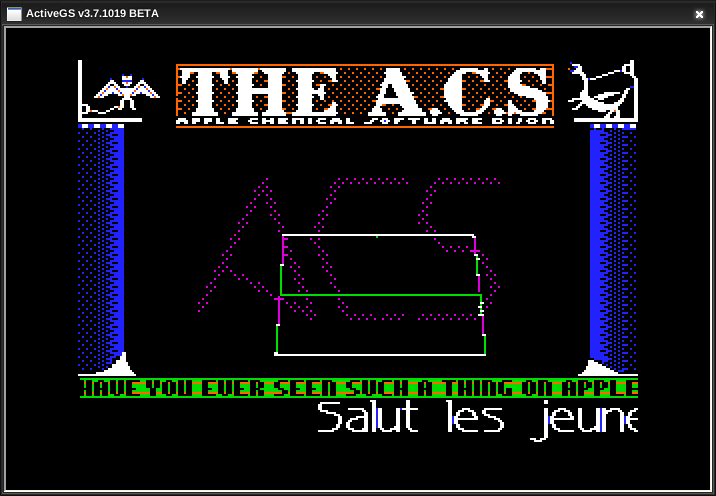 ActiveGS v3.7.1019 BETA
THE A.C.S
APPLE CHEMICAL SOFTWARE DIJON
ACS
HAVE YOU EVER SEEN SUCH A THING ON APPLE
Salut les jeune